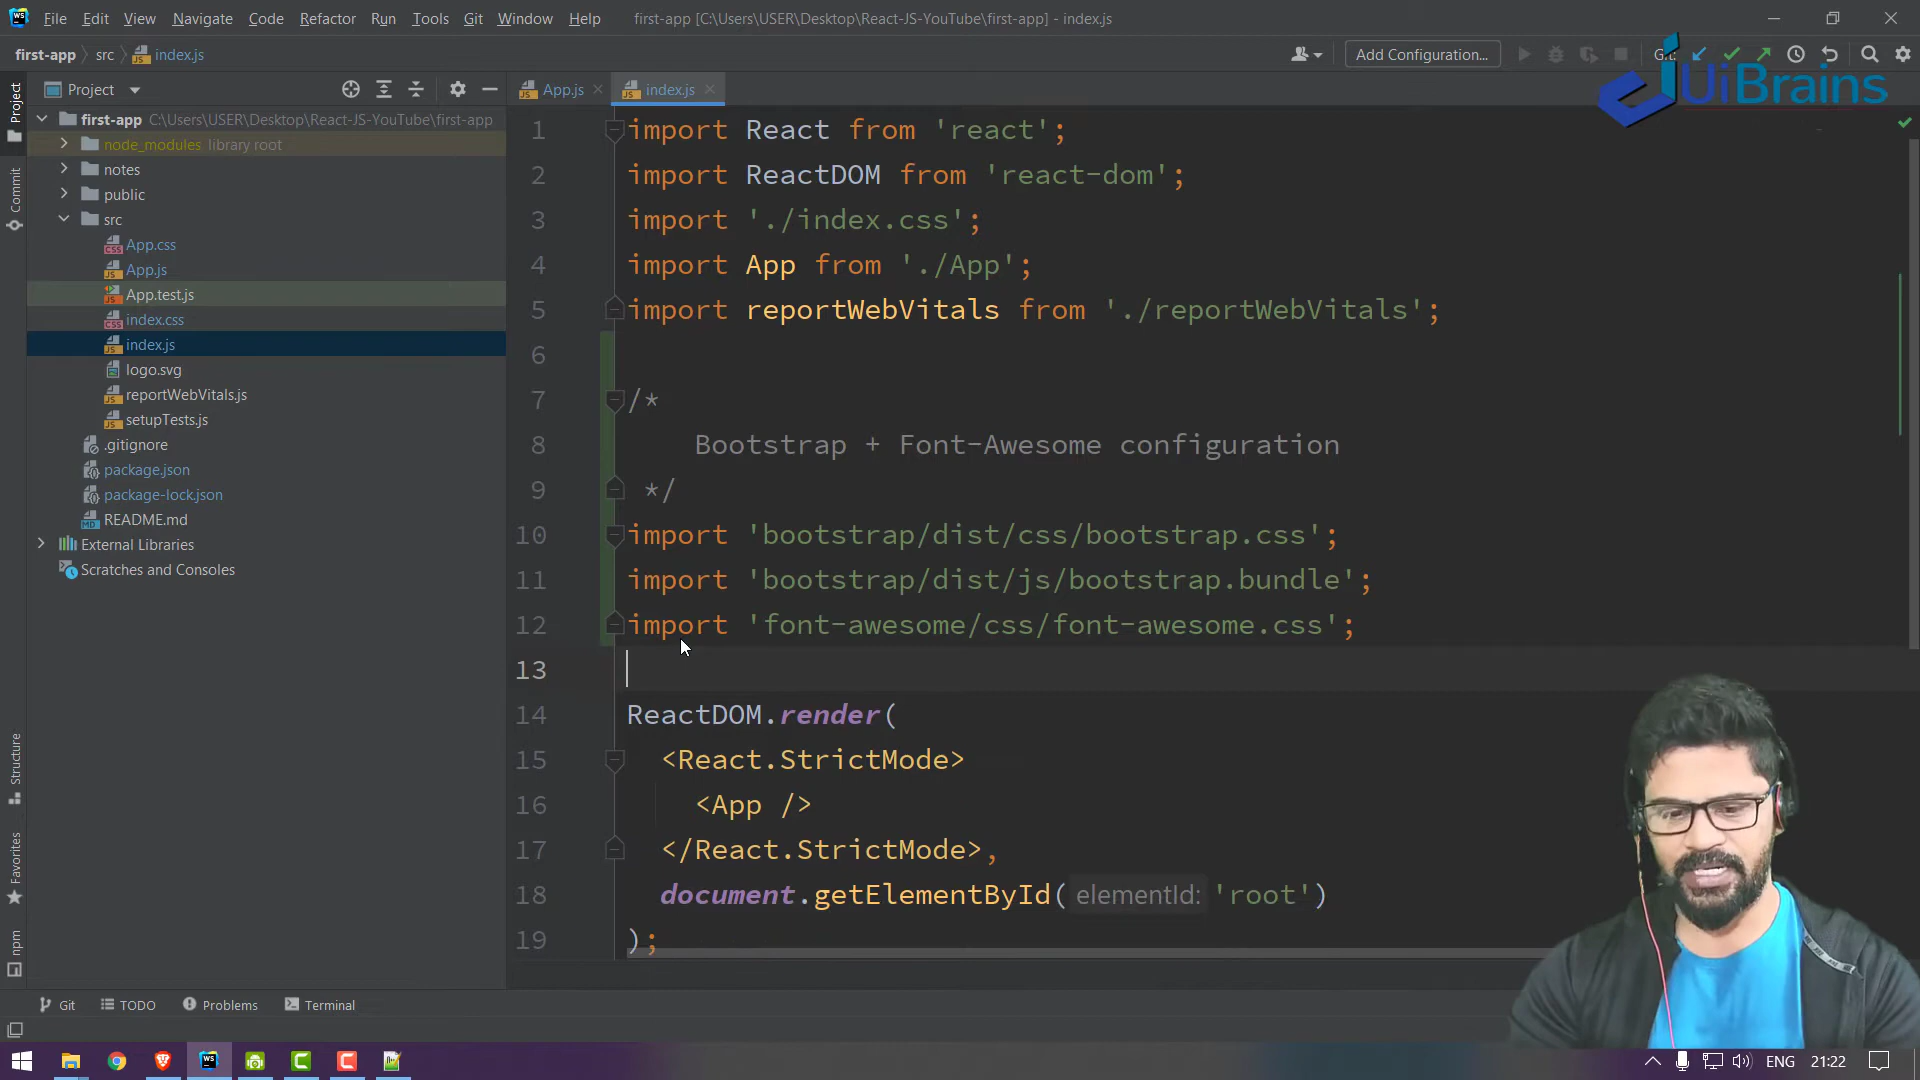 File Edit View Navigate Code Refactor Run Tools Git Window Help first-app [C:\Users\USER\Desktop\React-JS-YouTube\first-app] - index.js
first-app src index.js Add Configuration... Git:
UiBrains
Project
App.js index.js
Project
Commit
Structure
Favorites
npm
first-app C:\Users\USER\Desktop\React-JS-YouTube\first-app
node_modules library root
notes
public
src
App.css
App.js
App.test.js
index.css
index.js
logo.svg
reportWebVitals.js
setupTests.js
.gitignore
package.json
package-lock.json
README.md
External Libraries
Scratches and Consoles
1 import React from 'react';
2 import ReactDOM from 'react-dom';
3 import './index.css';
4 import App from './App';
5 import reportWebVitals from './reportWebVitals';
6
7 /*
8 Bootstrap + Font-Awesome configuration
9 */
10 import 'bootstrap/dist/css/bootstrap.css';
11 import 'bootstrap/dist/js/bootstrap.bundle';
12 import 'font-awesome/css/font-awesome.css';
13
14 ReactDOM.render(
15 <React.StrictMode>
16 <App />
17 </React.StrictMode>,
18 document.getElementById( elementId: 'root')
19 );
Git TODO Problems Terminal
WS
ENG 21:22